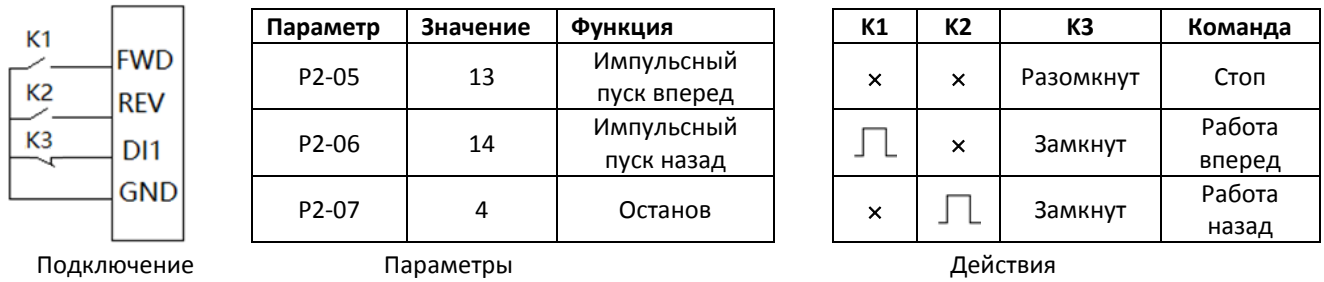 K1
FWD
K2
REV
K3
DI1
GND
Подключение
Параметр Значение Функция
P2-05 13 Импульсный
пуск вперед
P2-06 14 Импульсный
пуск назад
P2-07 4 Останов
Параметры
K1 K2 K3 Команда
× × Разомкнут Стоп
× Замкнут Работа
вперед
× Замкнут Работа
назад
Действия